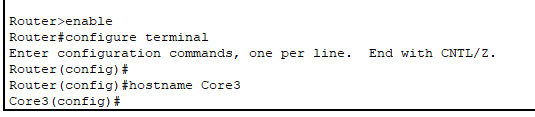 Router>enable
Router#configure terminal
Enter configuration commands, one per line.  End with CNTL/Z.
Router(config)#
Router(config)#hostname Core3
Core3(config)#